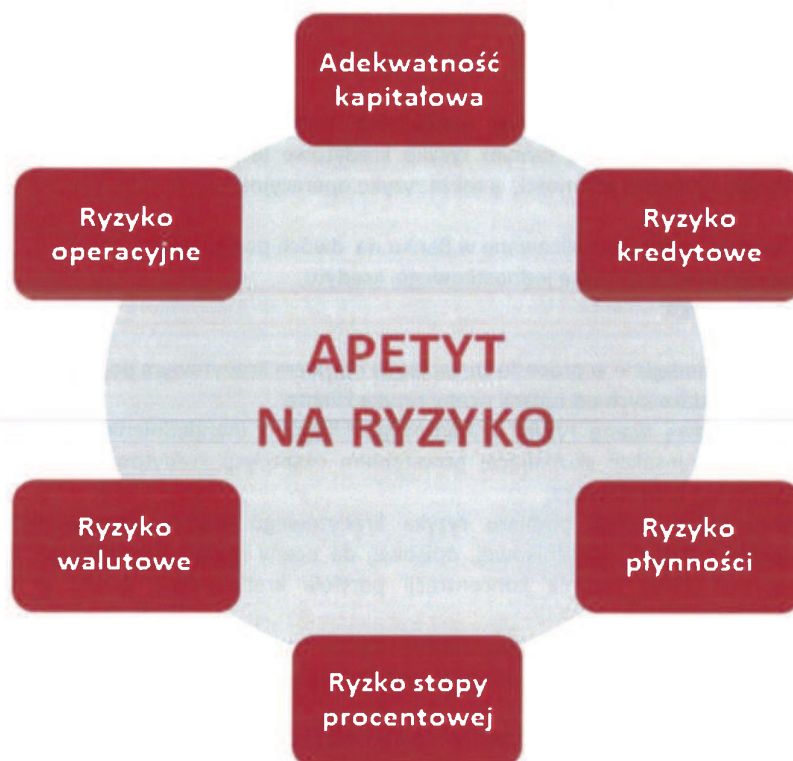 Adekwatność
kapitałowa
Ryzyko
operacyjne
Ryzyko
kredytowe
APETYT
NA RYZYKO
Ryzyko
walutowe
Ryzyko
płynności
Ryzko stopy
procentowej